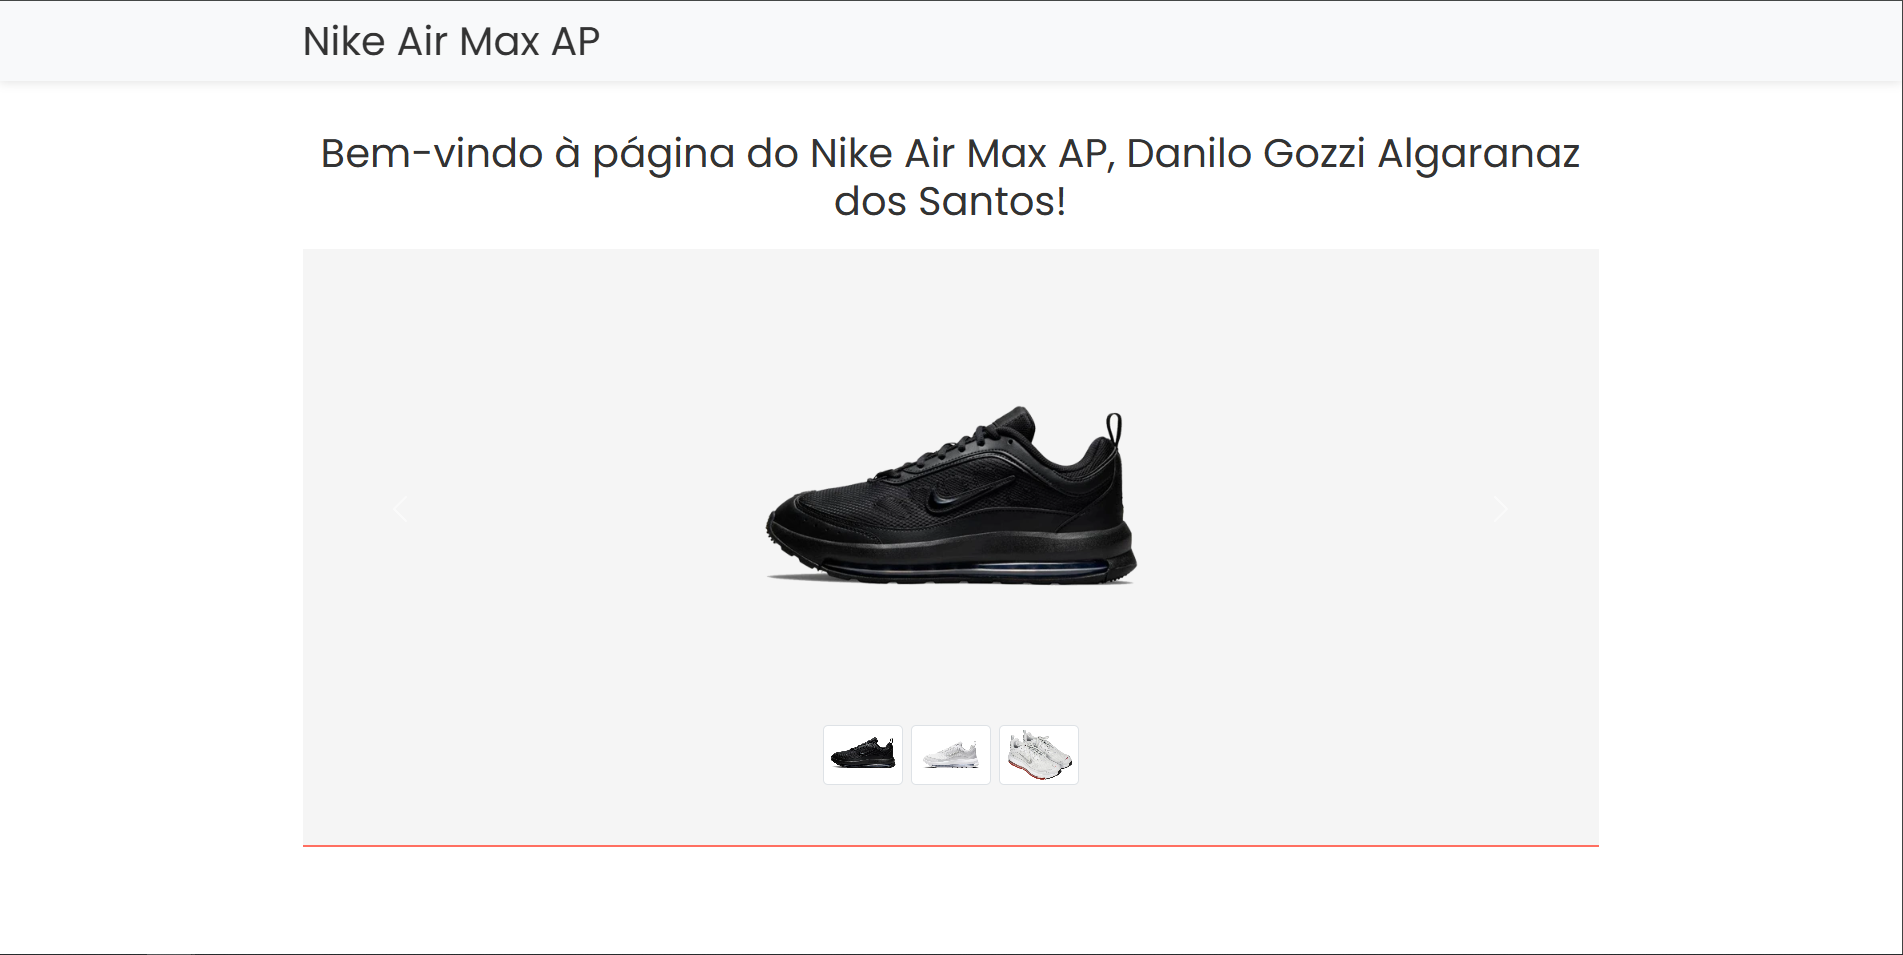 Nike Air Max AP
Bem-vindo à página do Nike Air Max AP, Danilo Gozzi Algaranaz
dos Santos!